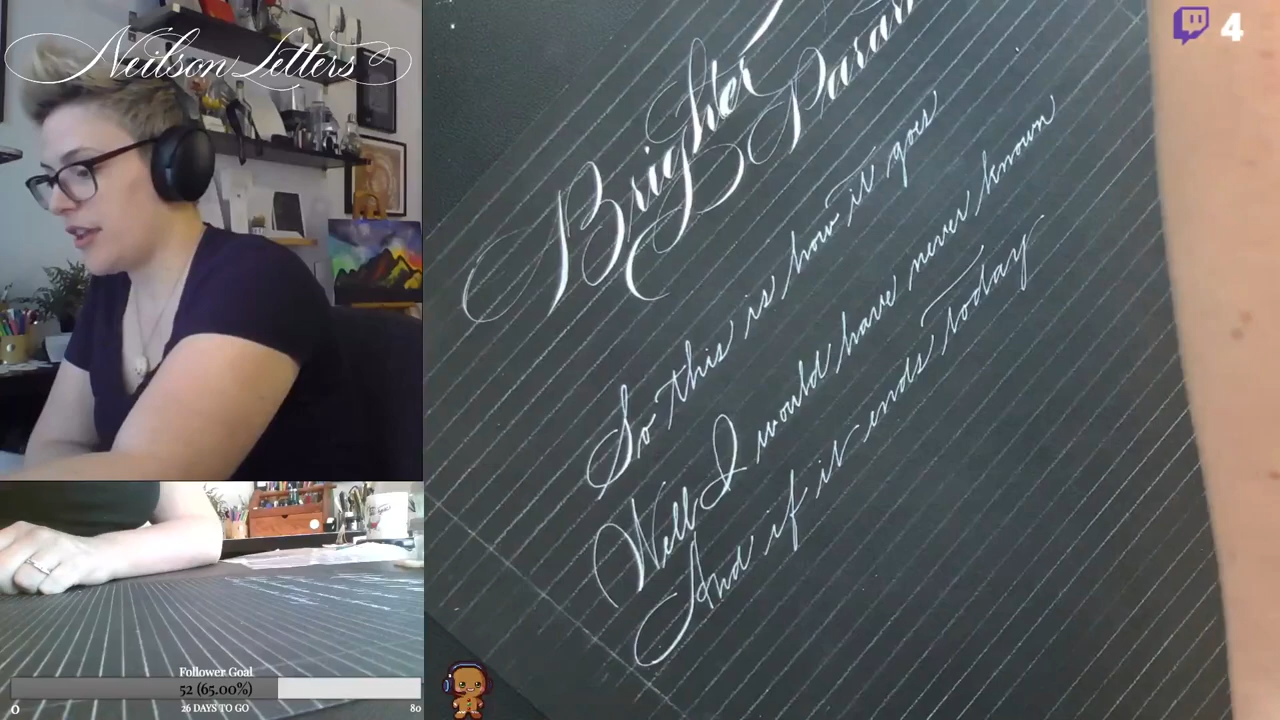 Neilson Letters
4
Brighter
So this is how it goes
Well I would have never known
And if it ends today
Follower Goal
52 (65.00%)
0
26 DAYS TO GO
80